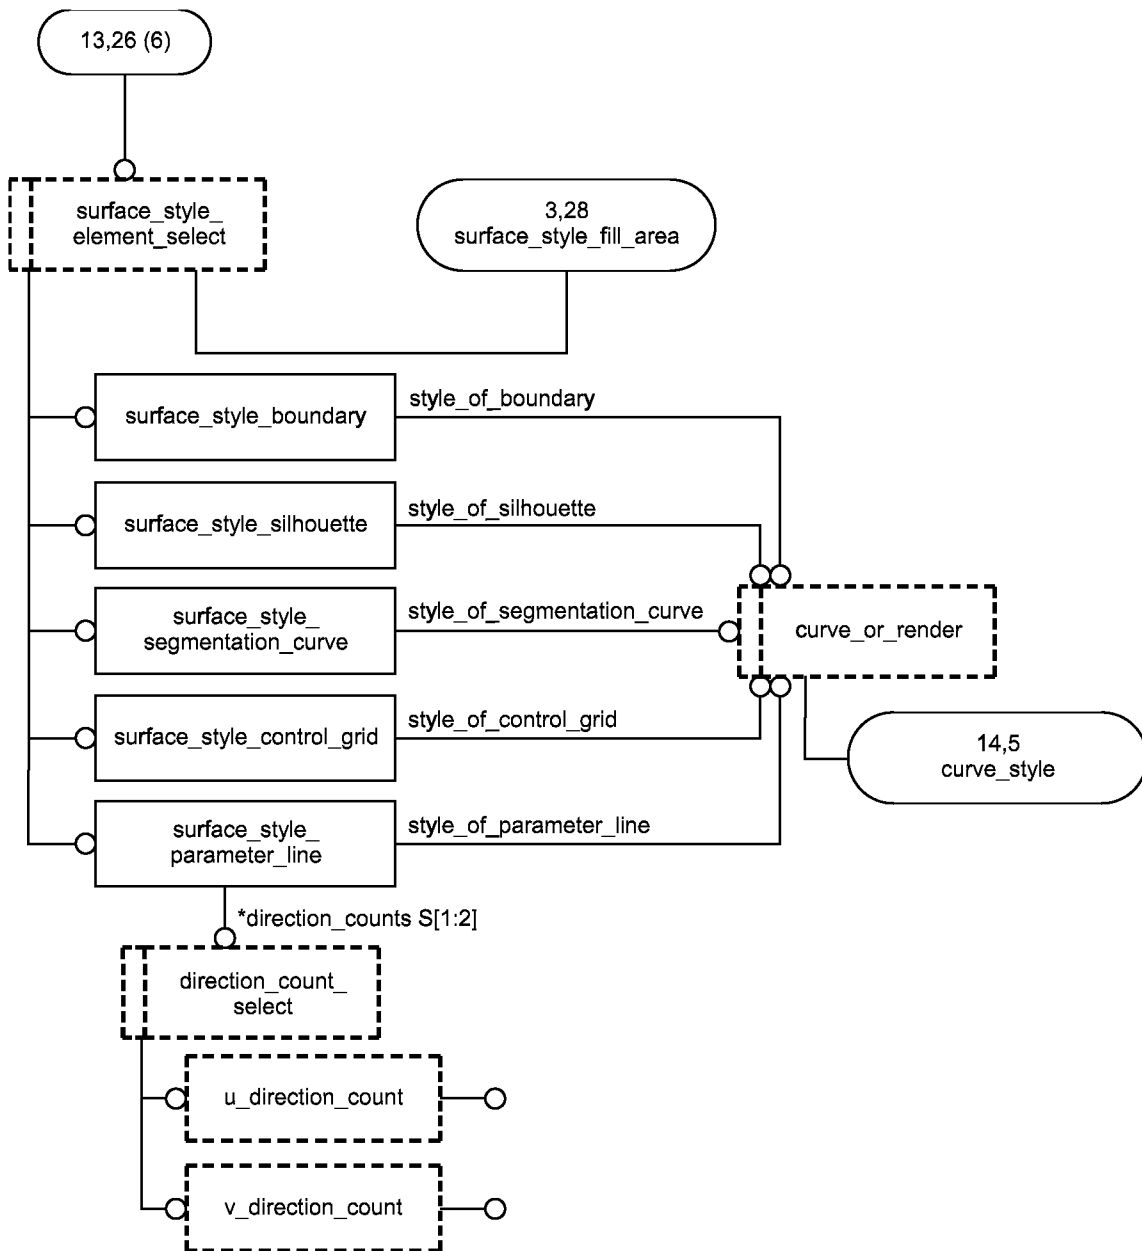 13,26 (6)
surface_style_
element_select
3,28
surface_style_fill_area
surface_style_boundary
style_of_boundary
surface_style_silhouette
style_of_silhouette
surface_style_
segmentation_curve
style_of_segmentation_curve
curve_or_render
surface_style_control_grid
style_of_control_grid
14,5
curve_style
surface_style_
parameter_line
style_of_parameter_line
*direction_counts S[1:2]
direction_count_
select
u_direction_count
v_direction_count